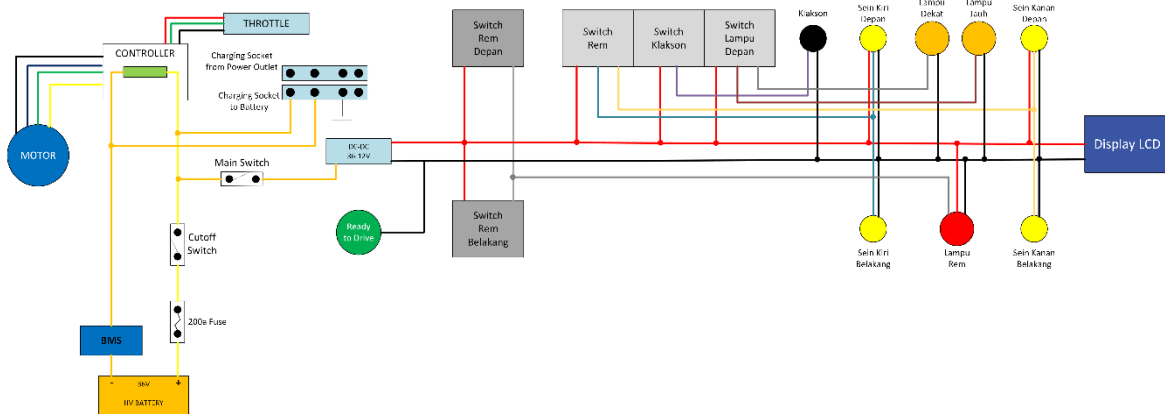 THROTTLE
CONTROLLER
Charging Socket
from Power Outlet
Charging Socket
to Battery
MOTOR
Main Switch
DC-DC
86 12V
Ready
to Drive
Cutoff
Switch
200a Fuse
BMS
- 86V +
HV BATTERY
Switch
Rem
Depan
Switch
Rem
Belakang
Switch
Rem
Switch
Klakson
Switch
Lampu
Depan
Klakson
Sein Kiri
Depan
Lampu
Dekat
Lampu
Jauh
Sein Kanan
Depan
Display LCD
Sein Kiri
Belakang
Lampu
Rem
Sein Kanan
Belakang